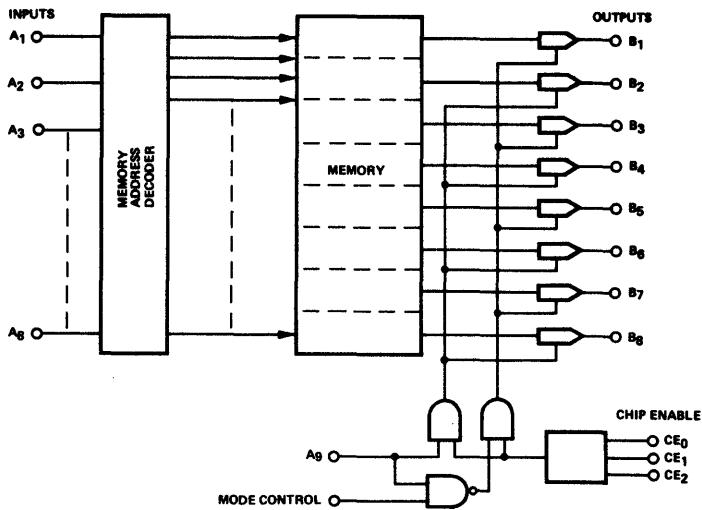 INPUTS
OUTPUTS
A1
A2
A3
A8
MEMORY ADDRESS DECODER
MEMORY
B1
B2
B3
B4
B5
B6
B7
B8
CHIP ENABLE
A9
CE0
CE1
CE2
MODE CONTROL